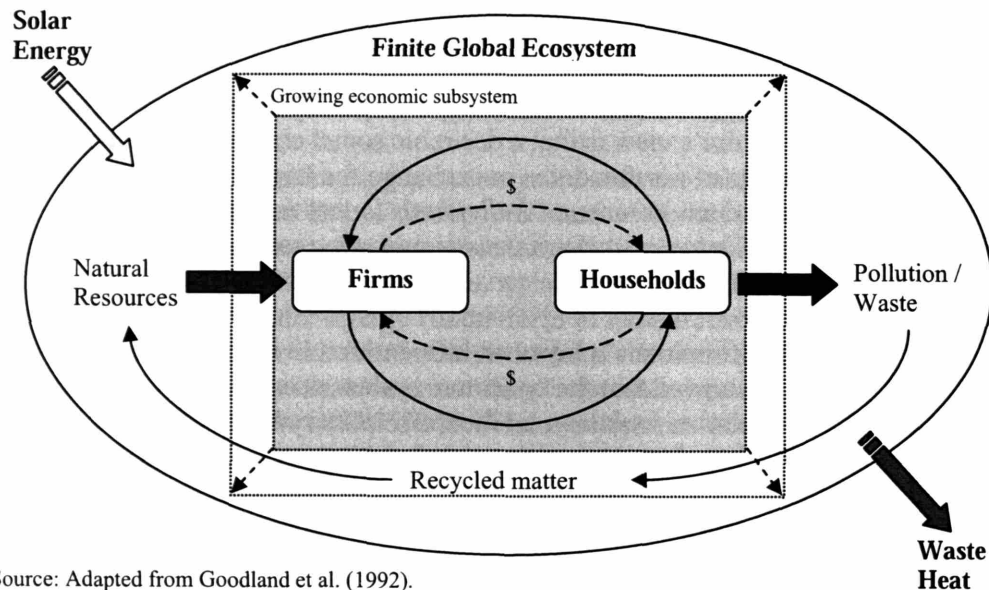 Solar
Energy
Finite Global Ecosystem
Growing economic subsystem
$
Natural
Resources
Firms
Households
Pollution /
Waste
$
Recycled matter
Waste
Heat
ource: Adapted from Goodland et al. (1992).